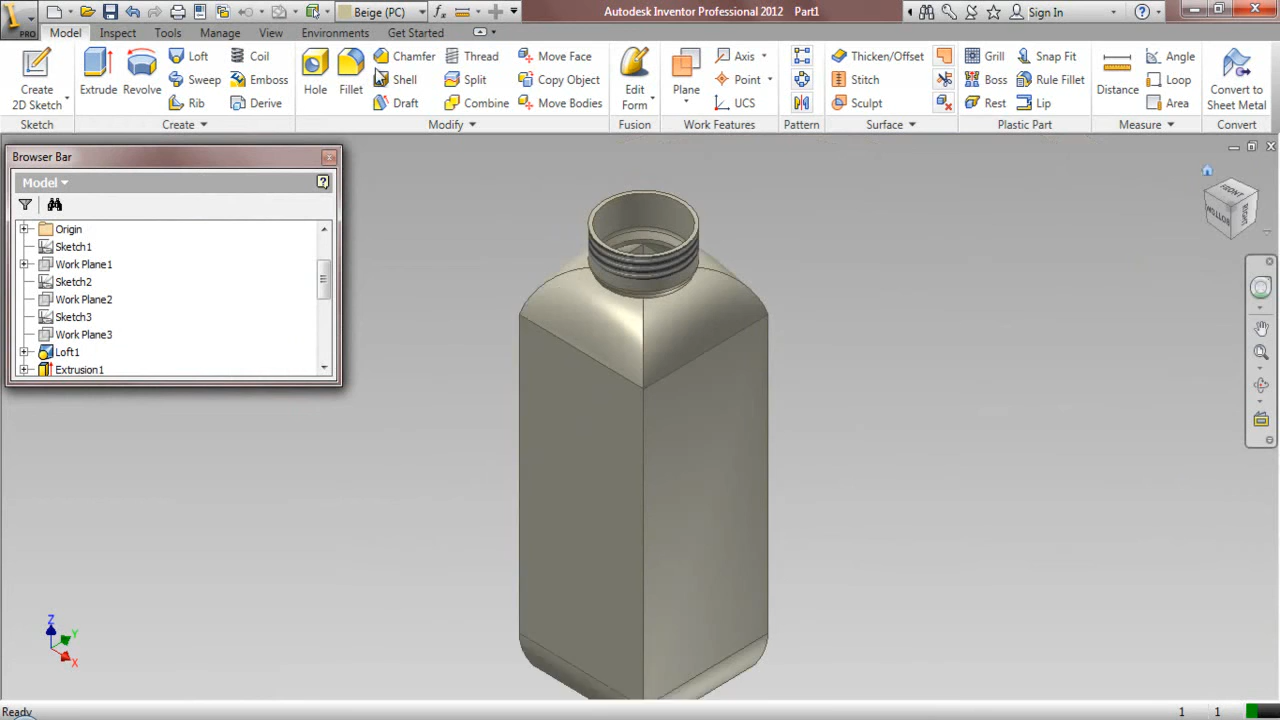 PRO
Beige (PC)
Autodesk Inventor Professional 2012 Part1
Sign In
Model Inspect Tools Manage View Environments Get Started
Create 2D Sketch
Extrude
Revolve
Loft
Sweep
Rib
Coil
Emboss
Derive
Hole
Fillet
Chamfer
Shell
Draft
Thread
Split
Combine
Move Face
Copy Object
Move Bodies
Edit Form
Plane
Axis
Point
UCS
Thicken/Offset
Stitch
Sculpt
Grill
Boss
Rest
Snap Fit
Rule Fillet
Lip
Distance
Angle
Loop
Area
Convert to Sheet Metal
Sketch Create Modify Fusion Work Features Pattern Surface Plastic Part Measure Convert
Browser Bar
Model
Origin
Sketch1
Work Plane1
Sketch2
Work Plane2
Sketch3
Work Plane3
Loft1
Extrusion1
FRONT
BOTTOM
RIGHT
Z
Y
X
Ready
1 1